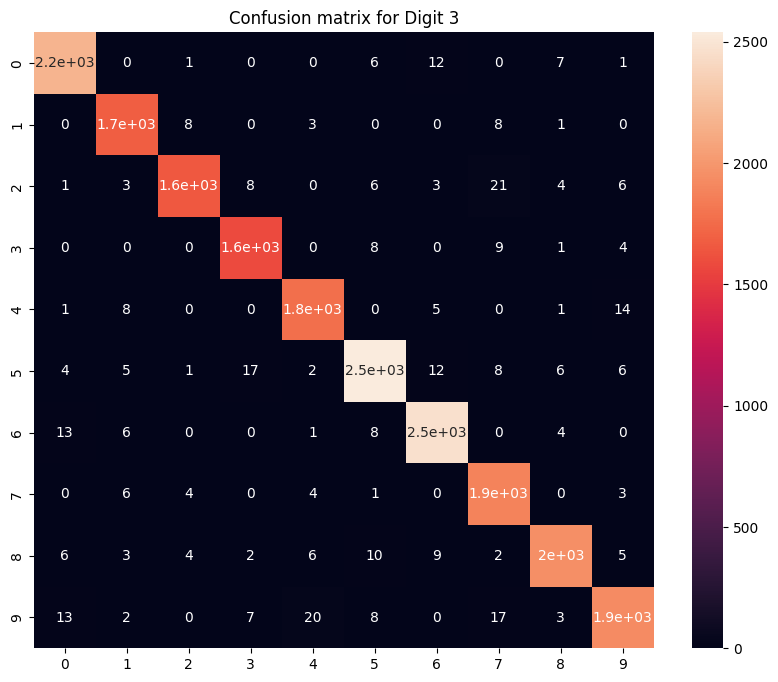 Confusion matrix for Digit 3
0 2.2e+03 0 1 0 0 6 12 0 7 1
1 0 1.7e+03 8 0 3 0 0 8 1 0
2 1 3 1.6e+03 8 0 6 3 21 4 6
3 0 0 0 1.6e+03 0 8 0 9 1 4
4 1 8 0 0 1.8e+03 0 5 0 1 14
5 4 5 1 17 2 2.5e+03 12 8 6 6
6 13 6 0 0 1 8 2.5e+03 0 4 0
7 0 6 4 0 4 1 0 1.9e+03 0 3
8 6 3 4 2 6 10 9 2 2e+03 5
9 13 2 0 7 20 8 0 17 3 1.9e+03
0 1 2 3 4 5 6 7 8 9
2500
2000
1500
1000
500
0